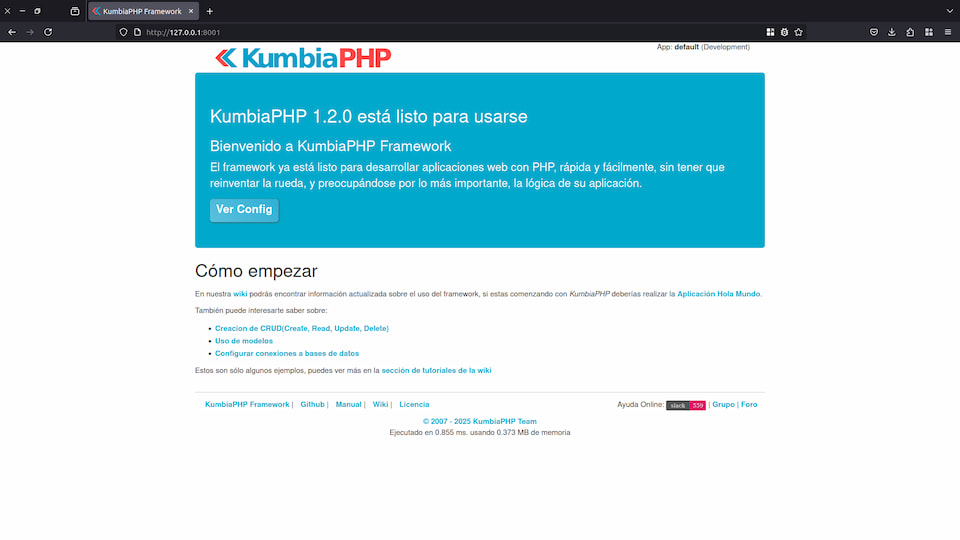 KumbiaPHP Framework
http://127.0.0.1:8001
KumbiaPHP
App: default (Development)
KumbiaPHP 1.2.0 está listo para usarse
Bienvenido a KumbiaPHP Framework
El framework ya está listo para desarrollar aplicaciones web con PHP, rápida y fácilmente, sin tener que
reinventar la rueda, y preocupándose por lo más importante, la lógica de su aplicación.
Ver Config
Cómo empezar
En nuestra wiki podrás encontrar información actualizada sobre el uso del framework, si estas comenzando con KumbiaPHP deberías realizar la Aplicación Hola Mundo.
También puede interesarte saber sobre:
Creacion de CRUD(Create, Read, Update, Delete)
Uso de modelos
Configurar conexiones a bases de datos
Estos son sólo algunos ejemplos, puedes ver más en la sección de tutoriales de la wiki
KumbiaPHP Framework | Github | Manual | Wiki | Licencia
Ayuda Online: slack 559 | Grupo | Foro
© 2007 - 2025 KumbiaPHP Team
Ejecutado en 0.855 ms. usando 0.373 MB de memoria